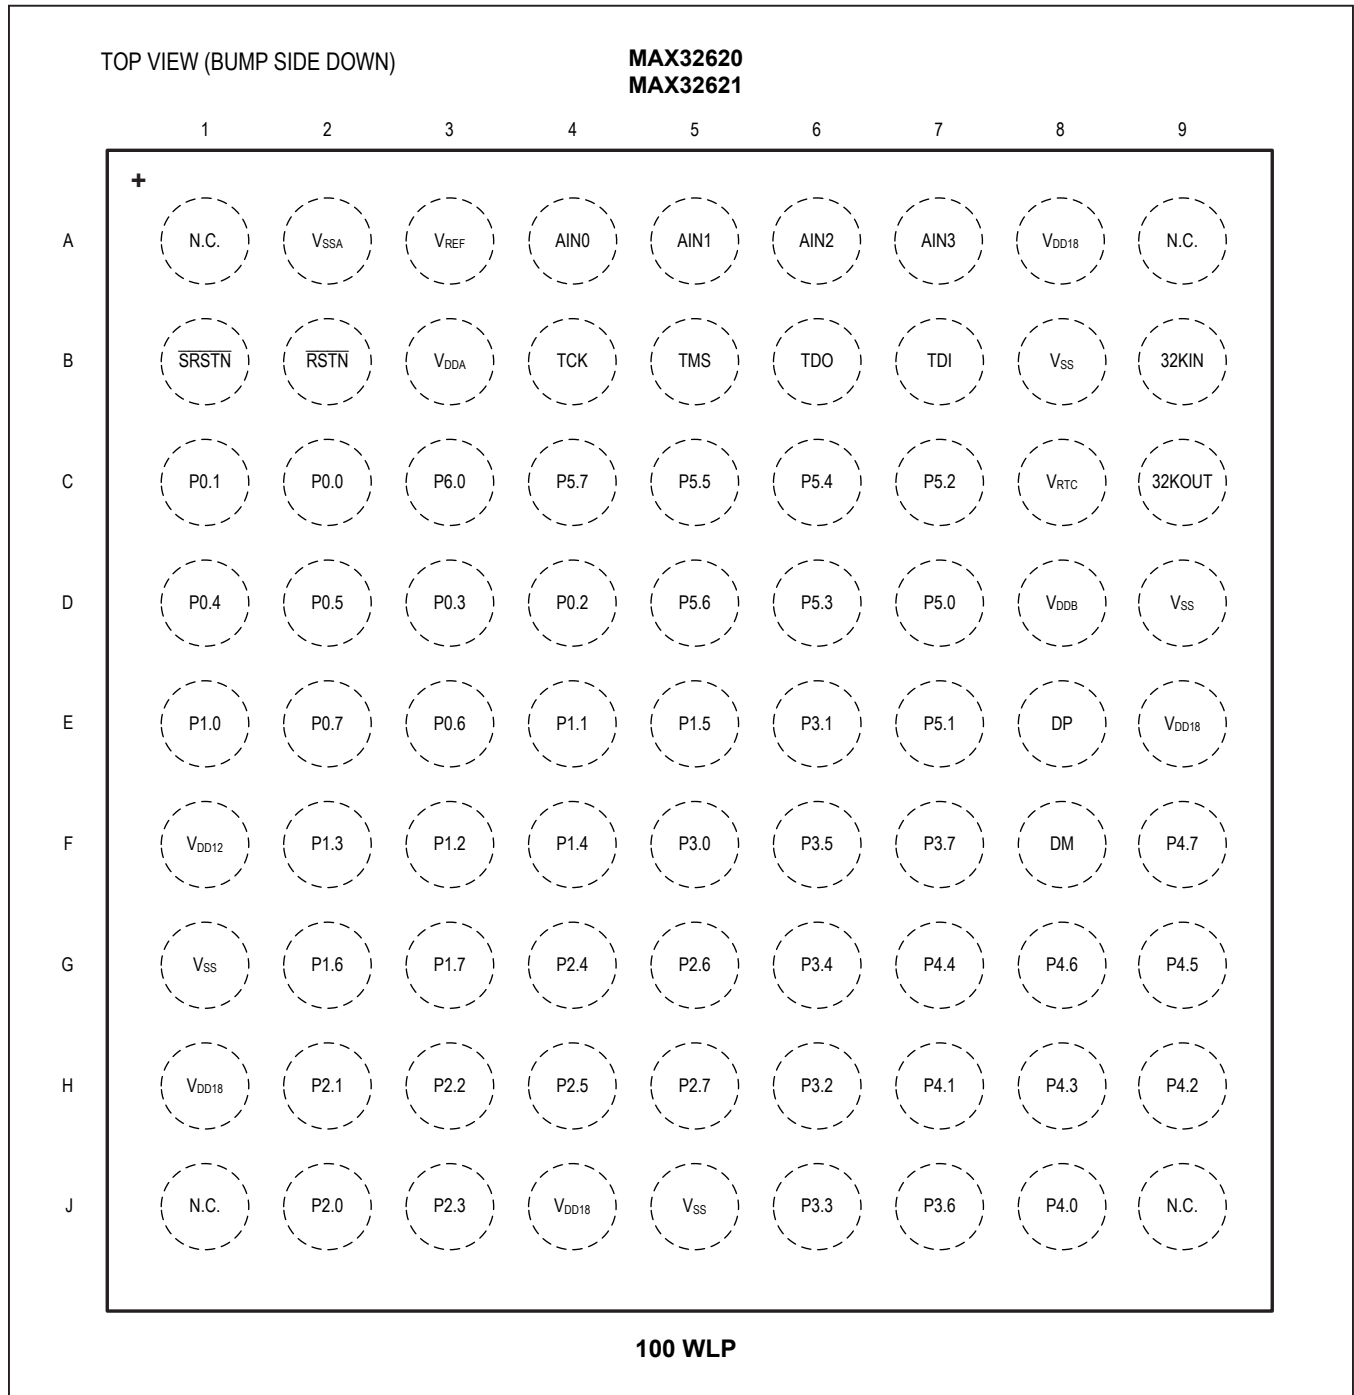 TOP VIEW (BUMP SIDE DOWN)
MAX32620
MAX32621
1 2 3 4 5 6 7 8 9
+
A N.C. VSSA VREF AIN0 AIN1 AIN2 AIN3 VDD18 N.C.
B SRSTN RSTN VDDA TCK TMS TDO TDI VSS 32KIN
C P0.1 P0.0 P6.0 P5.7 P5.5 P5.4 P5.2 VRTC 32KOUT
D P0.4 P0.5 P0.3 P0.2 P5.6 P5.3 P5.0 VDDB VSS
E P1.0 P0.7 P0.6 P1.1 P1.5 P3.1 P5.1 DP VDD18
F VDD12 P1.3 P1.2 P1.4 P3.0 P3.5 P3.7 DM P4.7
G VSS P1.6 P1.7 P2.4 P2.6 P3.4 P4.4 P4.6 P4.5
H VDD18 P2.1 P2.2 P2.5 P2.7 P3.2 P4.1 P4.3 P4.2
J N.C. P2.0 P2.3 VDD18 VSS P3.3 P3.6 P4.0 N.C.
100 WLP